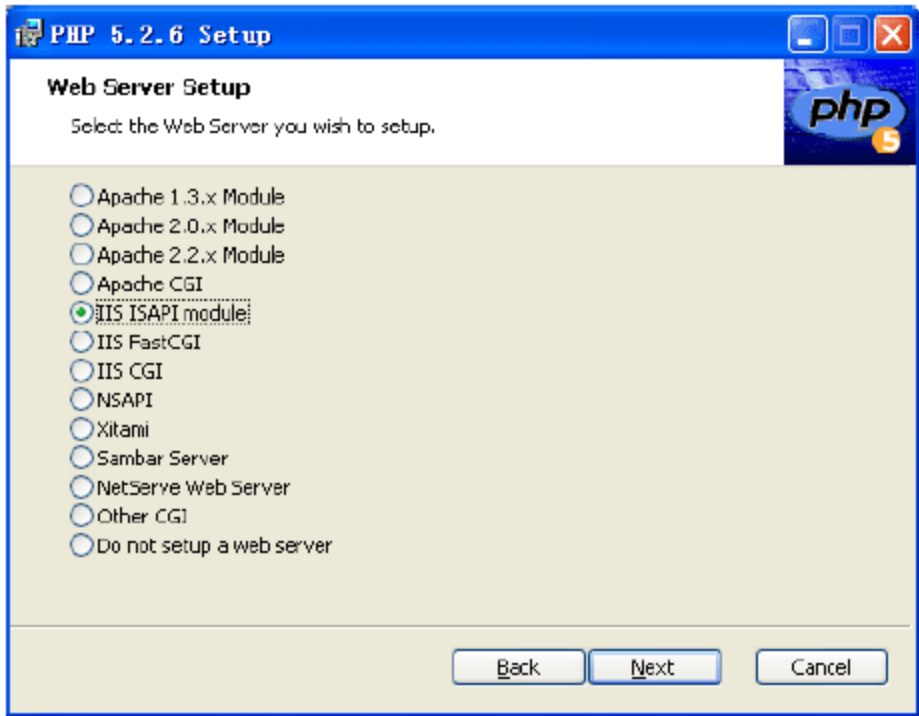 PHP 5.2.6 Setup
Web Server Setup
Select the Web Server you wish to setup.
php
5
Apache 1.3.x Module
Apache 2.0.x Module
Apache 2.2.x Module
Apache CGI
IIS ISAPI module
IIS FastCGI
IIS CGI
NSAPI
Xitami
Sambar Server
NetServe Web Server
Other CGI
Do not setup a web server
Back Next Cancel